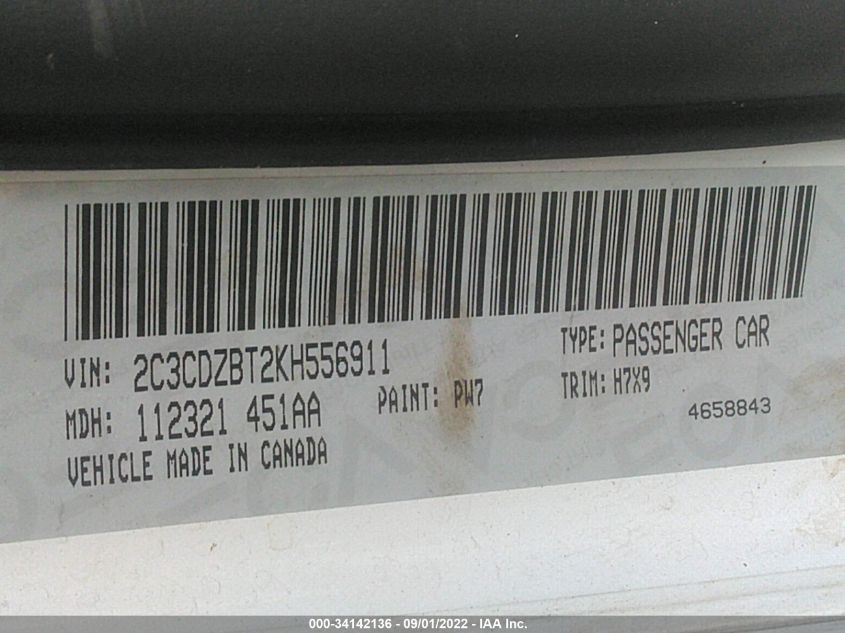 VIN: 2C3CDZBT2KH556911
TYPE: PASSENGER CAR
MDH: 112321 451AA
PAINT: PW7
TRIM: H7X9
VEHICLE MADE IN CANADA
4658843
000-34142136 - 09/01/2022 - IAA Inc.